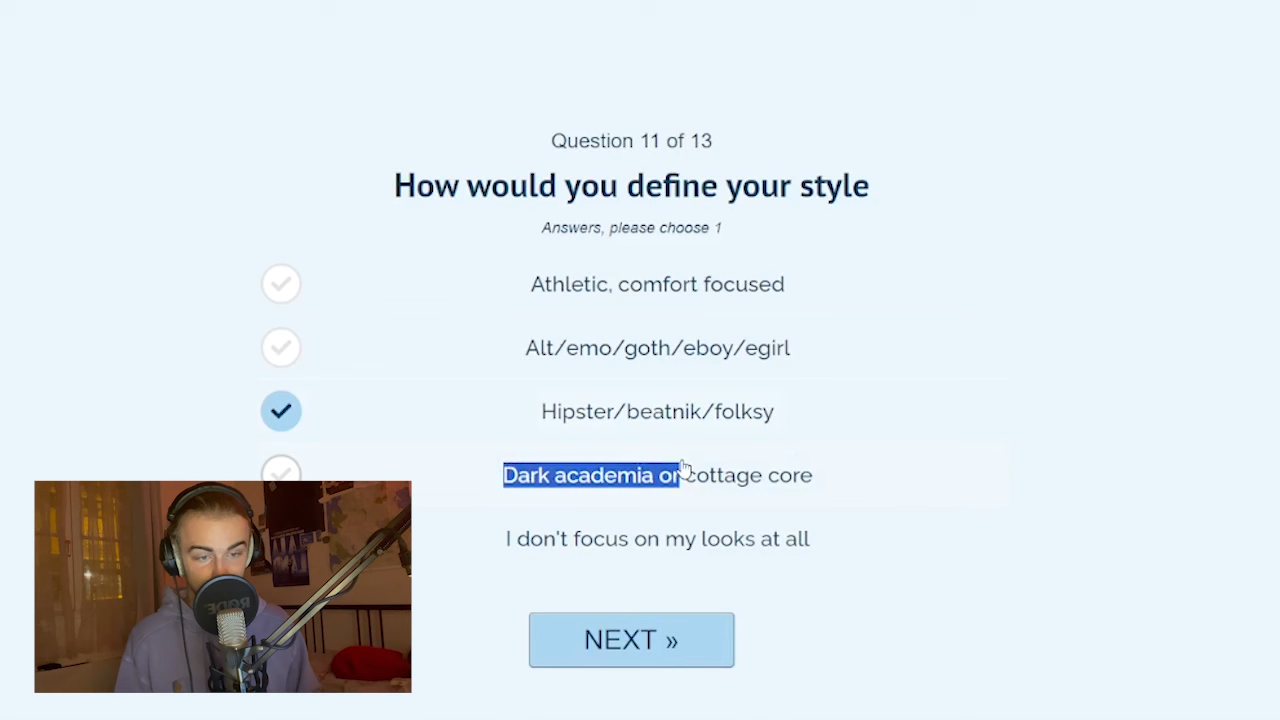 Question 11 of 13
How would you define your style
Answers, please choose 1
Athletic, comfort focused
Alt/emo/goth/eboy/egirl
Hipster/beatnik/folksy
Dark academia or cottage core
I don't focus on my looks at all
NEXT »
RODE